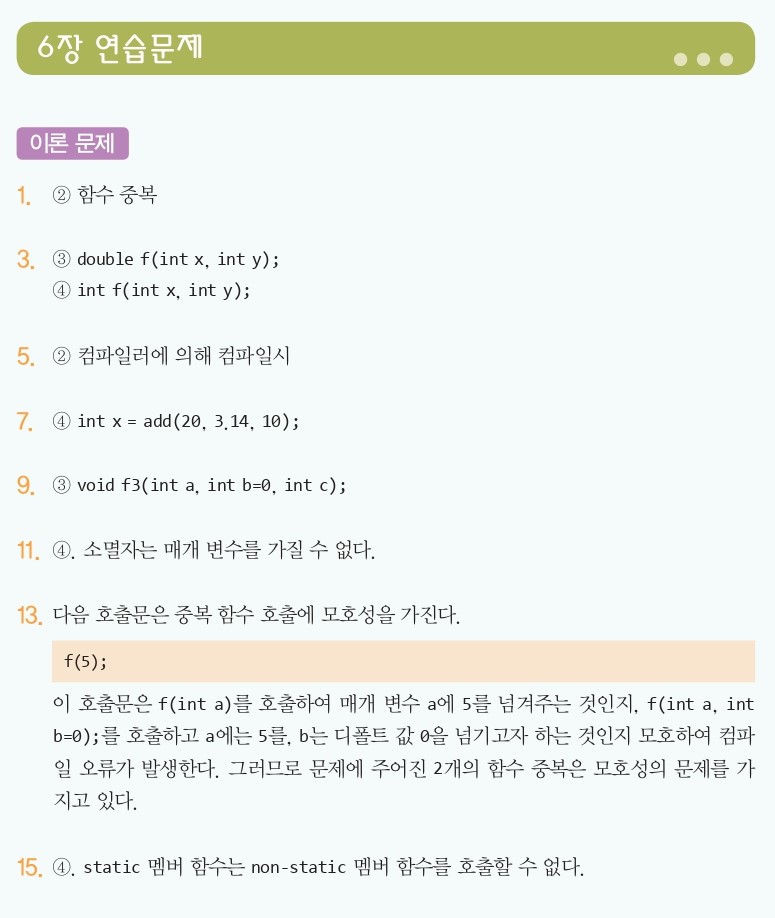 6장 연습문제
이론 문제
1. ② 함수 중복
3. ③ double f(int x, int y);
④ int f(int x, int y);
5. ② 컴파일러에 의해 컴파일시
7. ④ int x = add(20, 3.14, 10);
9. ③ void f3(int a, int b=0, int c);
11. ④. 소멸자는 매개 변수를 가질 수 없다.
13. 다음 호출문은 중복 함수 호출에 모호성을 가진다.
f(5);
이 호출문은 f(int a)를 호출하여 매개 변수 a에 5를 넘겨주는 것인지, f(int a, int
b=0);를 호출하고 a에는 5를, b는 디폴트 값 0을 넘기고자 하는 것인지 모호하여 컴파
일 오류가 발생한다. 그러므로 문제에 주어진 2개의 함수 중복은 모호성의 문제를 가
지고 있다.
15. ④. static 멤버 함수는 non-static 멤버 함수를 호출할 수 없다.